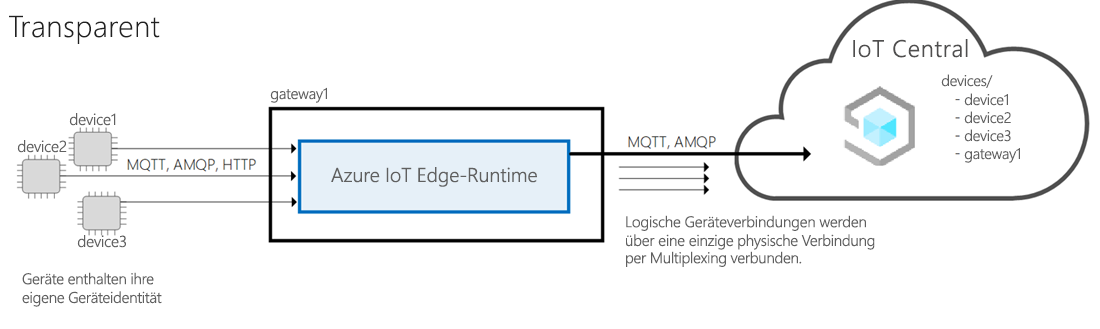 Transparent
IoT Central
devices/
- device1
- device2
- device3
- gateway1
gateway1
device1
device2
MQTT, AMQP, HTTP
Azure IoT Edge-Runtime
MQTT, AMQP
device3
Logische Geräteverbindungen werden
über eine einzige physische Verbindung
per Multiplexing verbunden.
Geräte enthalten ihre
eigene Geräteidentität